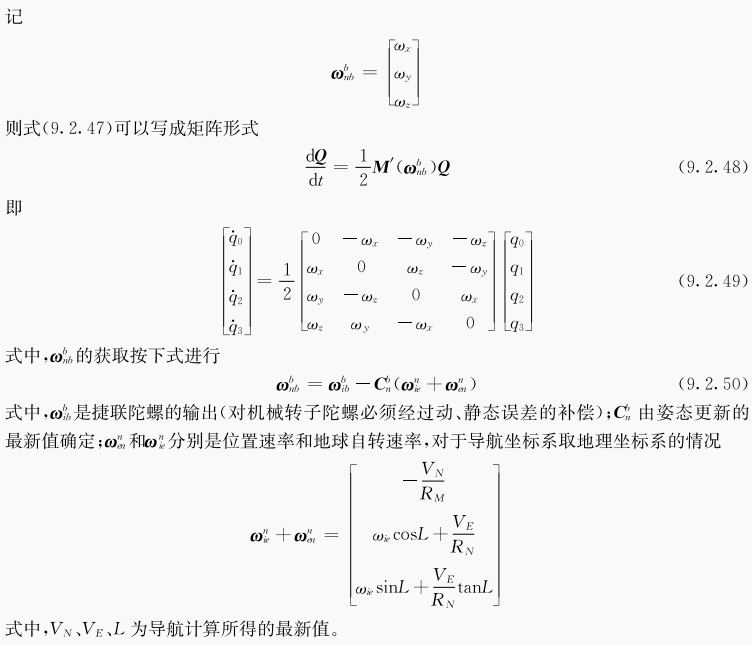 记
$$\boldsymbol{\omega}_{nb}^{b} = \begin{bmatrix} \omega_x \\ \omega_y \\ \omega_z \end{bmatrix}$$
则式(9.2.47)可以写成矩阵形式
$$\frac{\mathrm{d}\boldsymbol{Q}}{\mathrm{d}t} = \frac{1}{2}\boldsymbol{M}'(\boldsymbol{\omega}_{nb}^{b})\boldsymbol{Q}$$ (9.2.48)
即
$$\begin{bmatrix} \dot{q}_0 \\ \dot{q}_1 \\ \dot{q}_2 \\ \dot{q}_3 \end{bmatrix} = \frac{1}{2}\begin{bmatrix} 0 & -\omega_x & -\omega_y & -\omega_z \\ \omega_x & 0 & \omega_z & -\omega_y \\ \omega_y & -\omega_z & 0 & \omega_x \\ \omega_z & \omega_y & -\omega_x & 0 \end{bmatrix}\begin{bmatrix} q_0 \\ q_1 \\ q_2 \\ q_3 \end{bmatrix}$$ (9.2.49)
式中,$\boldsymbol{\omega}_{nb}^{b}$的获取按下式进行
$$\boldsymbol{\omega}_{nb}^{b} = \boldsymbol{\omega}_{ib}^{b} - \boldsymbol{C}_{n}^{b}(\boldsymbol{\omega}_{ie}^{n} + \boldsymbol{\omega}_{en}^{n})$$ (9.2.50)
式中,$\boldsymbol{\omega}_{ib}^{b}$是捷联陀螺的输出(对机械转子陀螺必须经过动、静态误差的补偿);$\boldsymbol{C}_{n}^{b}$ 由姿态更新的
最新值确定;$\boldsymbol{\omega}_{en}^{n}$和$\boldsymbol{\omega}_{ie}^{n}$分别是位置速率和地球自转速率,对于导航坐标系取地理坐标系的情况
$$\boldsymbol{\omega}_{ie}^{n} + \boldsymbol{\omega}_{en}^{n} = \begin{bmatrix} -\frac{V_N}{R_M} \\ \omega_{ie}\cos L + \frac{V_E}{R_N} \\ \omega_{ie}\sin L + \frac{V_E}{R_N}\tan L \end{bmatrix}$$
式中,$V_N$、$V_E$、$L$ 为导航计算所得的最新值。